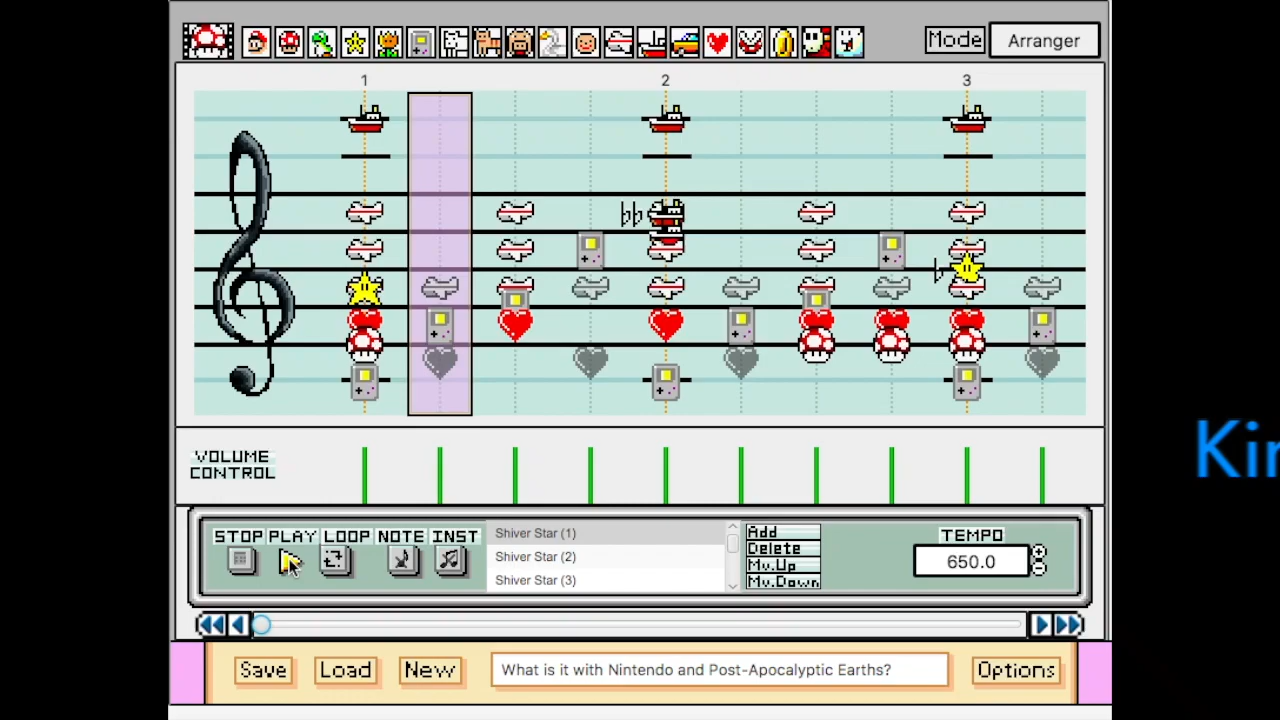 Mode
Arranger
1
2
3
VOLUME
CONTROL
STOP PLAY LOOP NOTE INST
Shiver Star (1)
Shiver Star (2)
Shiver Star (3)
Add
Delete
Mv.Up
Mv.Down
TEMPO
650.0
Save
Load
New
What is it with Nintendo and Post-Apocalyptic Earths?
Options